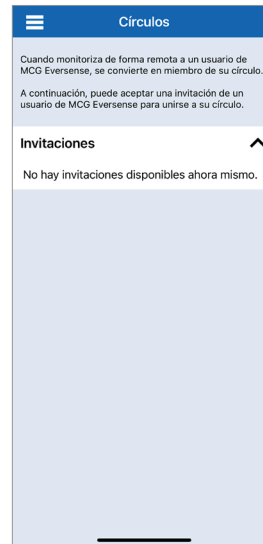 Círculos
Cuando monitoriza de forma remota a un usuario de
MCG Eversense, se convierte en miembro de su círculo.
A continuación, puede aceptar una invitación de un
usuario de MCG Eversense para unirse a su círculo.
Invitaciones
No hay invitaciones disponibles ahora mismo.